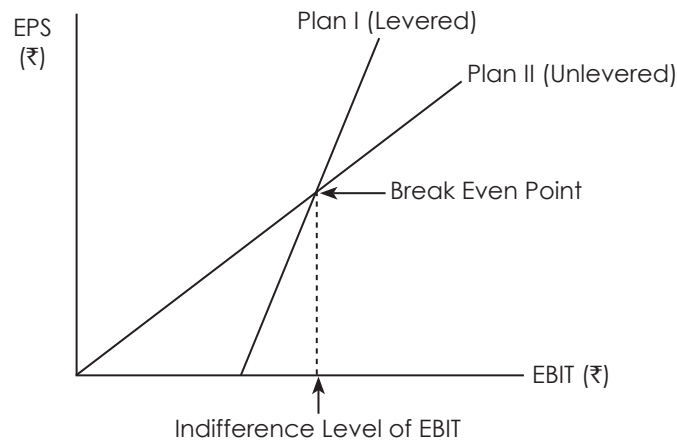 EPS
(₹)
Plan I (Levered)
Plan II (Unlevered)
Break Even Point
EBIT (₹)
Indifference Level of EBIT